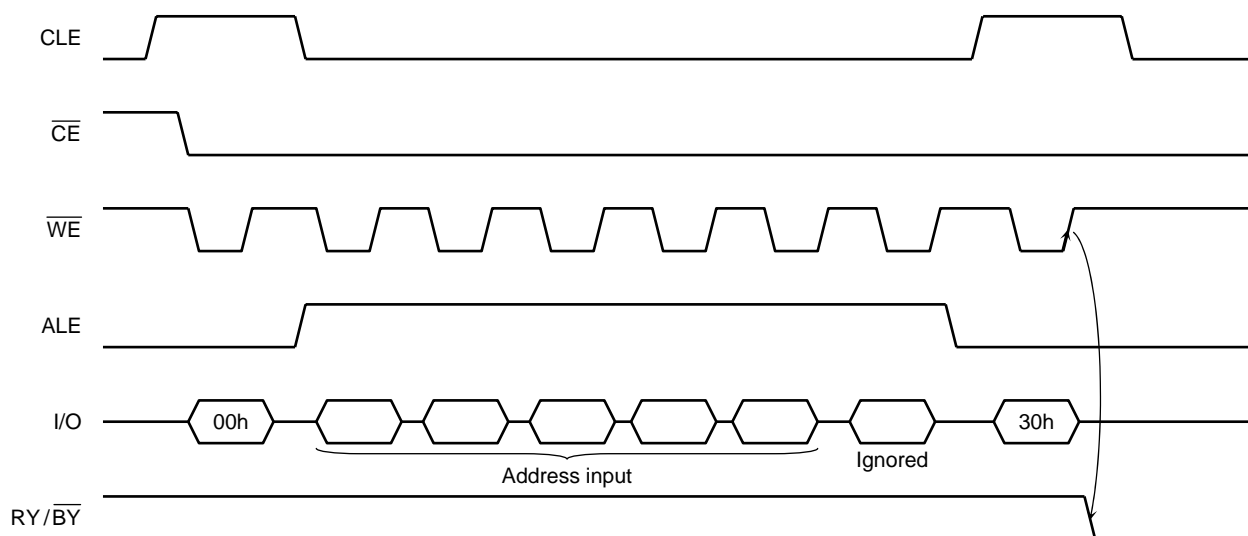 CLE
CE
WE
ALE
I/O
00h
30h
Address input
Ignored
RY/BY